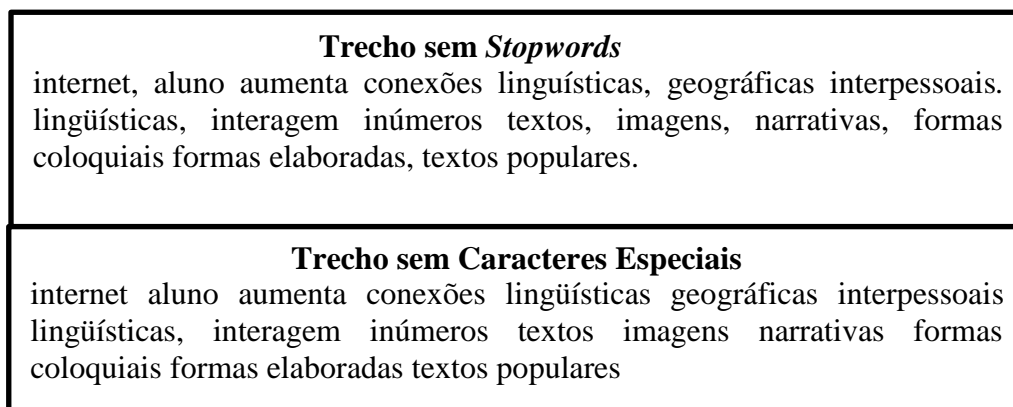 Trecho sem Stopwords
internet, aluno aumenta conexões linguísticas, geográficas interpessoais.
lingüísticas, interagem inúmeros textos, imagens, narrativas, formas
coloquiais formas elaboradas, textos populares.
Trecho sem Caracteres Especiais
internet aluno aumenta conexões lingüísticas geográficas interpessoais
lingüísticas, interagem inúmeros textos imagens narrativas formas
coloquiais formas elaboradas textos populares